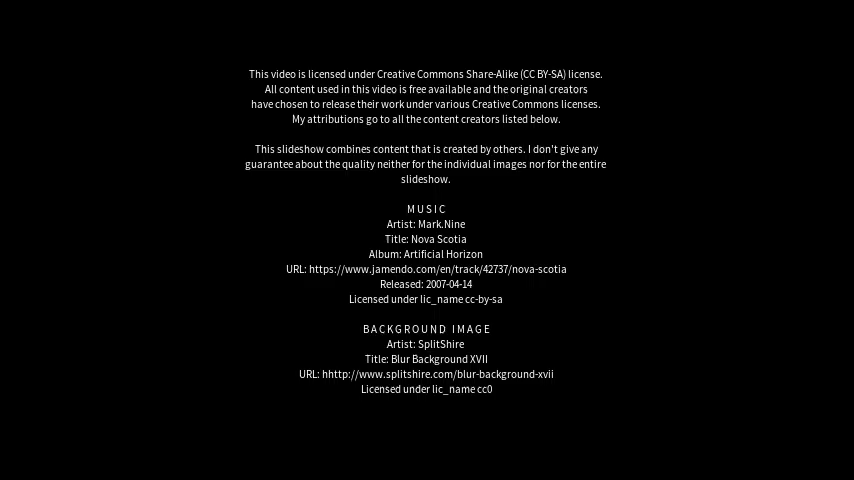 This video is licensed under Creative Commons Share-Alike (CC BY-SA) license.
All content used in this video is free available and the original creators
have chosen to release their work under various Creative Commons licenses.
My attributions go to all the content creators listed below.
This slideshow combines content that is created by others. I don't give any
guarantee about the quality neither for the individual images nor for the entire
slideshow.
MUSIC
Artist: Mark.Nine
Title: Nova Scotia
Album: Artificial Horizon
URL: https://www.jamendo.com/en/track/42737/nova-scotia
Released: 2007-04-14
Licensed under lic_name cc-by-sa
BACKGROUND IMAGE
Artist: SplitShire
Title: Blur Background XVII
URL: hhttp://www.splitshire.com/blur-background-xvii
Licensed under lic_name cc0